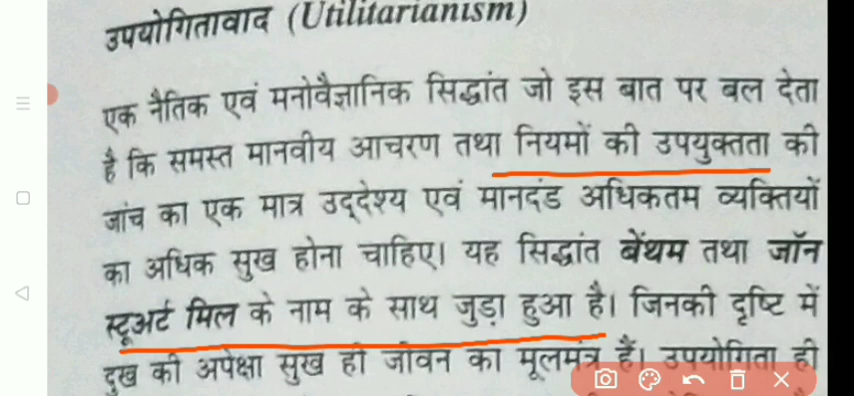 उपयोगितावाद (Utilitarianism)
एक नैतिक एवं मनोवैज्ञानिक सिद्धांत जो इस बात पर बल देता
है कि समस्त मानवीय आचरण तथा नियमों की उपयुक्तता की
जांच का एक मात्र उद्देश्य एवं मानदंड अधिकतम व्यक्तियों
का अधिक सुख होना चाहिए। यह सिद्धांत बेंथम तथा जॉन
स्टूअर्ट मिल के नाम के साथ जुड़ा हुआ है। जिनकी दृष्टि में
दुख की अपेक्षा सुख ही जीवन का मूलमंत्र हैं। उपयोगिता ही